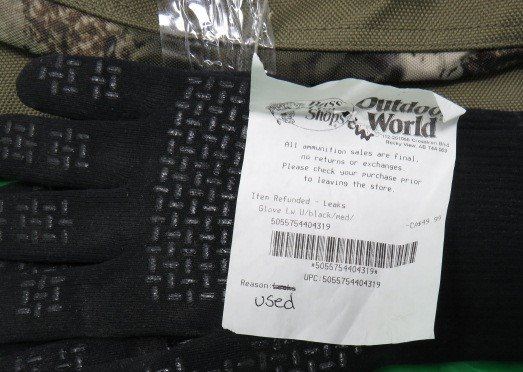 Bass Outdoor
Shops World
All ammunition sales are final,
no returns or exchanges.
Please check your purchase prior
to leaving the store.
Item Refunded - Leaks
Glove Lw U/black/med/
5055754404319
*5055754404319*
UPC:5055754404319
Reason:
used